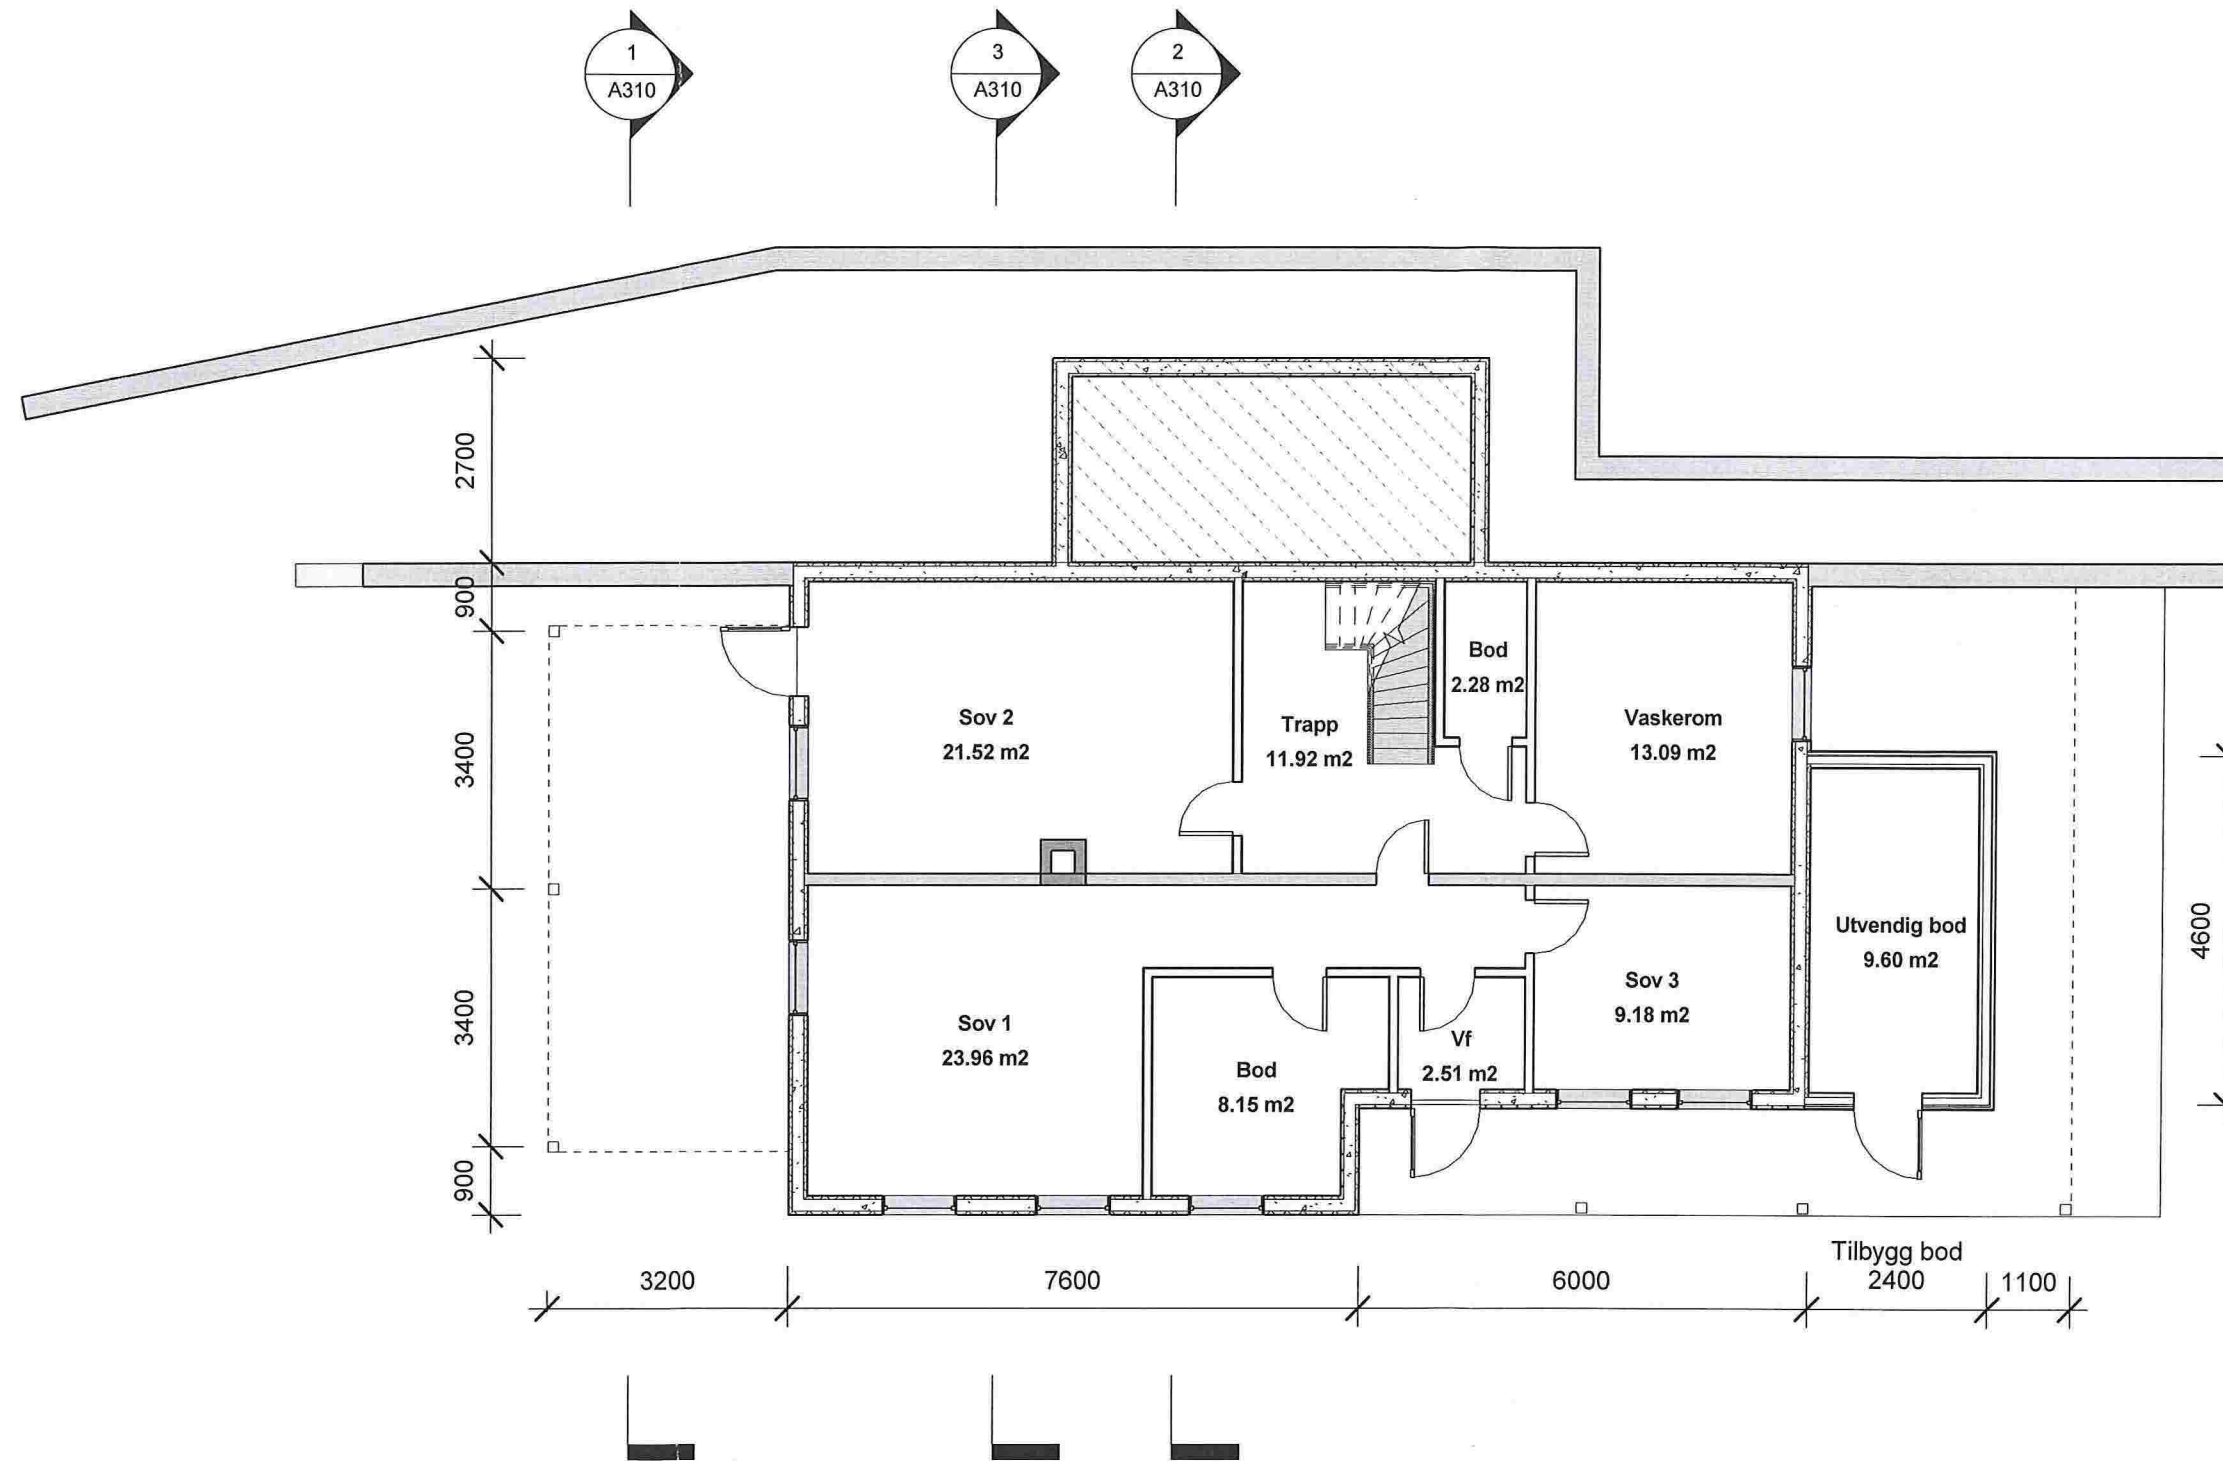 1
A310
3
A310
2
A310
2700
900
3400
3400
900
Sov 2
21.52 m2
Trapp
11.92 m2
Bod
2.28 m2
Vaskerom
13.09 m2
Sov 1
23.96 m2
Bod
8.15 m2
Vf
2.51 m2
Sov 3
9.18 m2
Utvendig bod
9.60 m2
4600
Tilbygg bod
3200
7600
6000
2400
1100